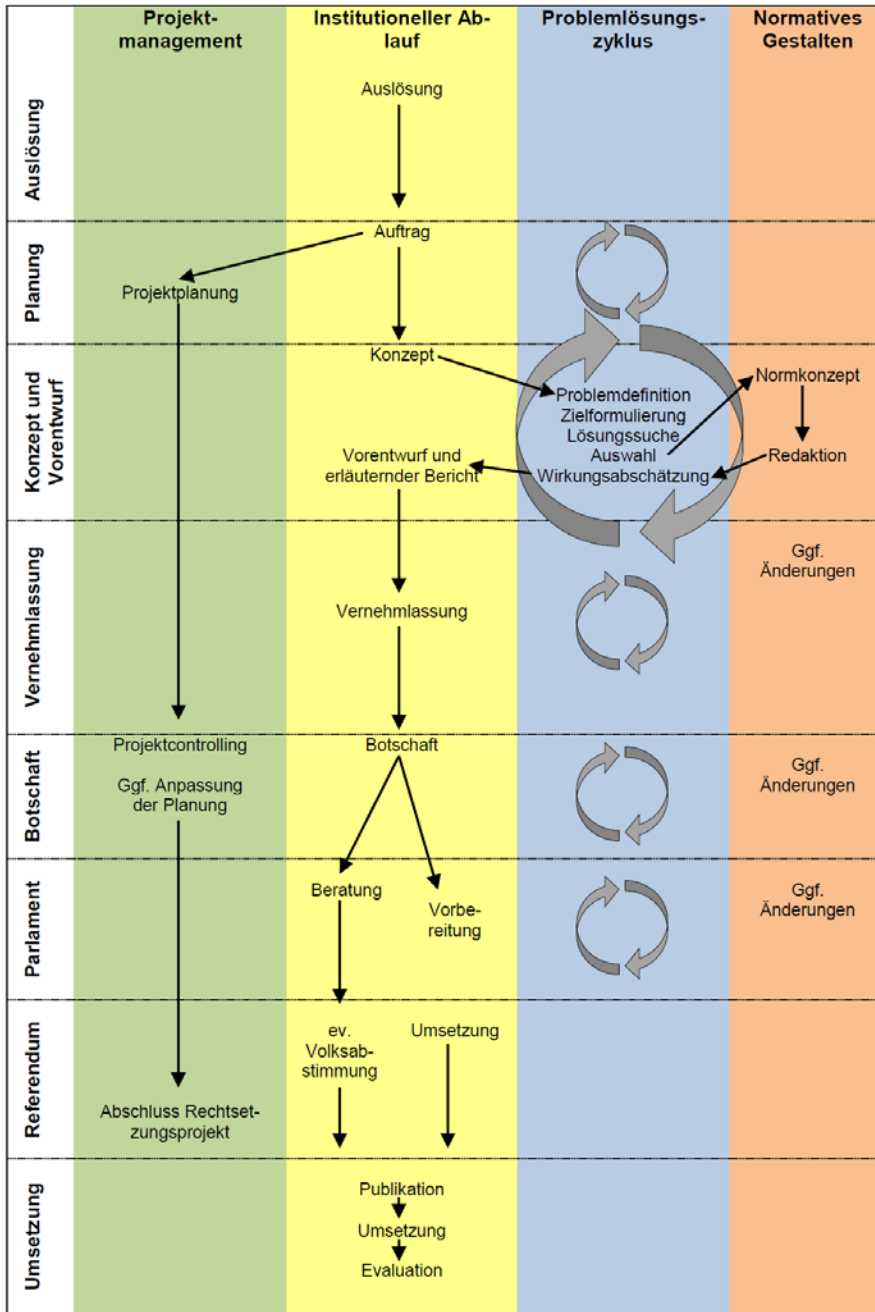 Projekt-
management
Institutioneller Ab-
lauf
Problemlösungs-
zyklus
Normatives
Gestalten
Auslösung
Auslösung
Planung
Auftrag
Projektplanung
Konzept und
Vorentwurf
Konzept
Problemdefinition
Zielformulierung
Lösungssuche
Auswahl
Wirkungsabschätzung
Normkonzept
Redaktion
Vorentwurf und
erläuternder Bericht
Vernehmlassung
Ggf.
Änderungen
Vernehmlassung
Botschaft
Projektcontrolling
Ggf. Anpassung
der Planung
Botschaft
Ggf.
Änderungen
Parlament
Beratung
Vorbe-
reitung
Ggf.
Änderungen
Referendum
ev.
Volksab-
stimmung
Umsetzung
Abschluss Rechtset-
zungsprojekt
Umsetzung
Publikation
Umsetzung
Evaluation